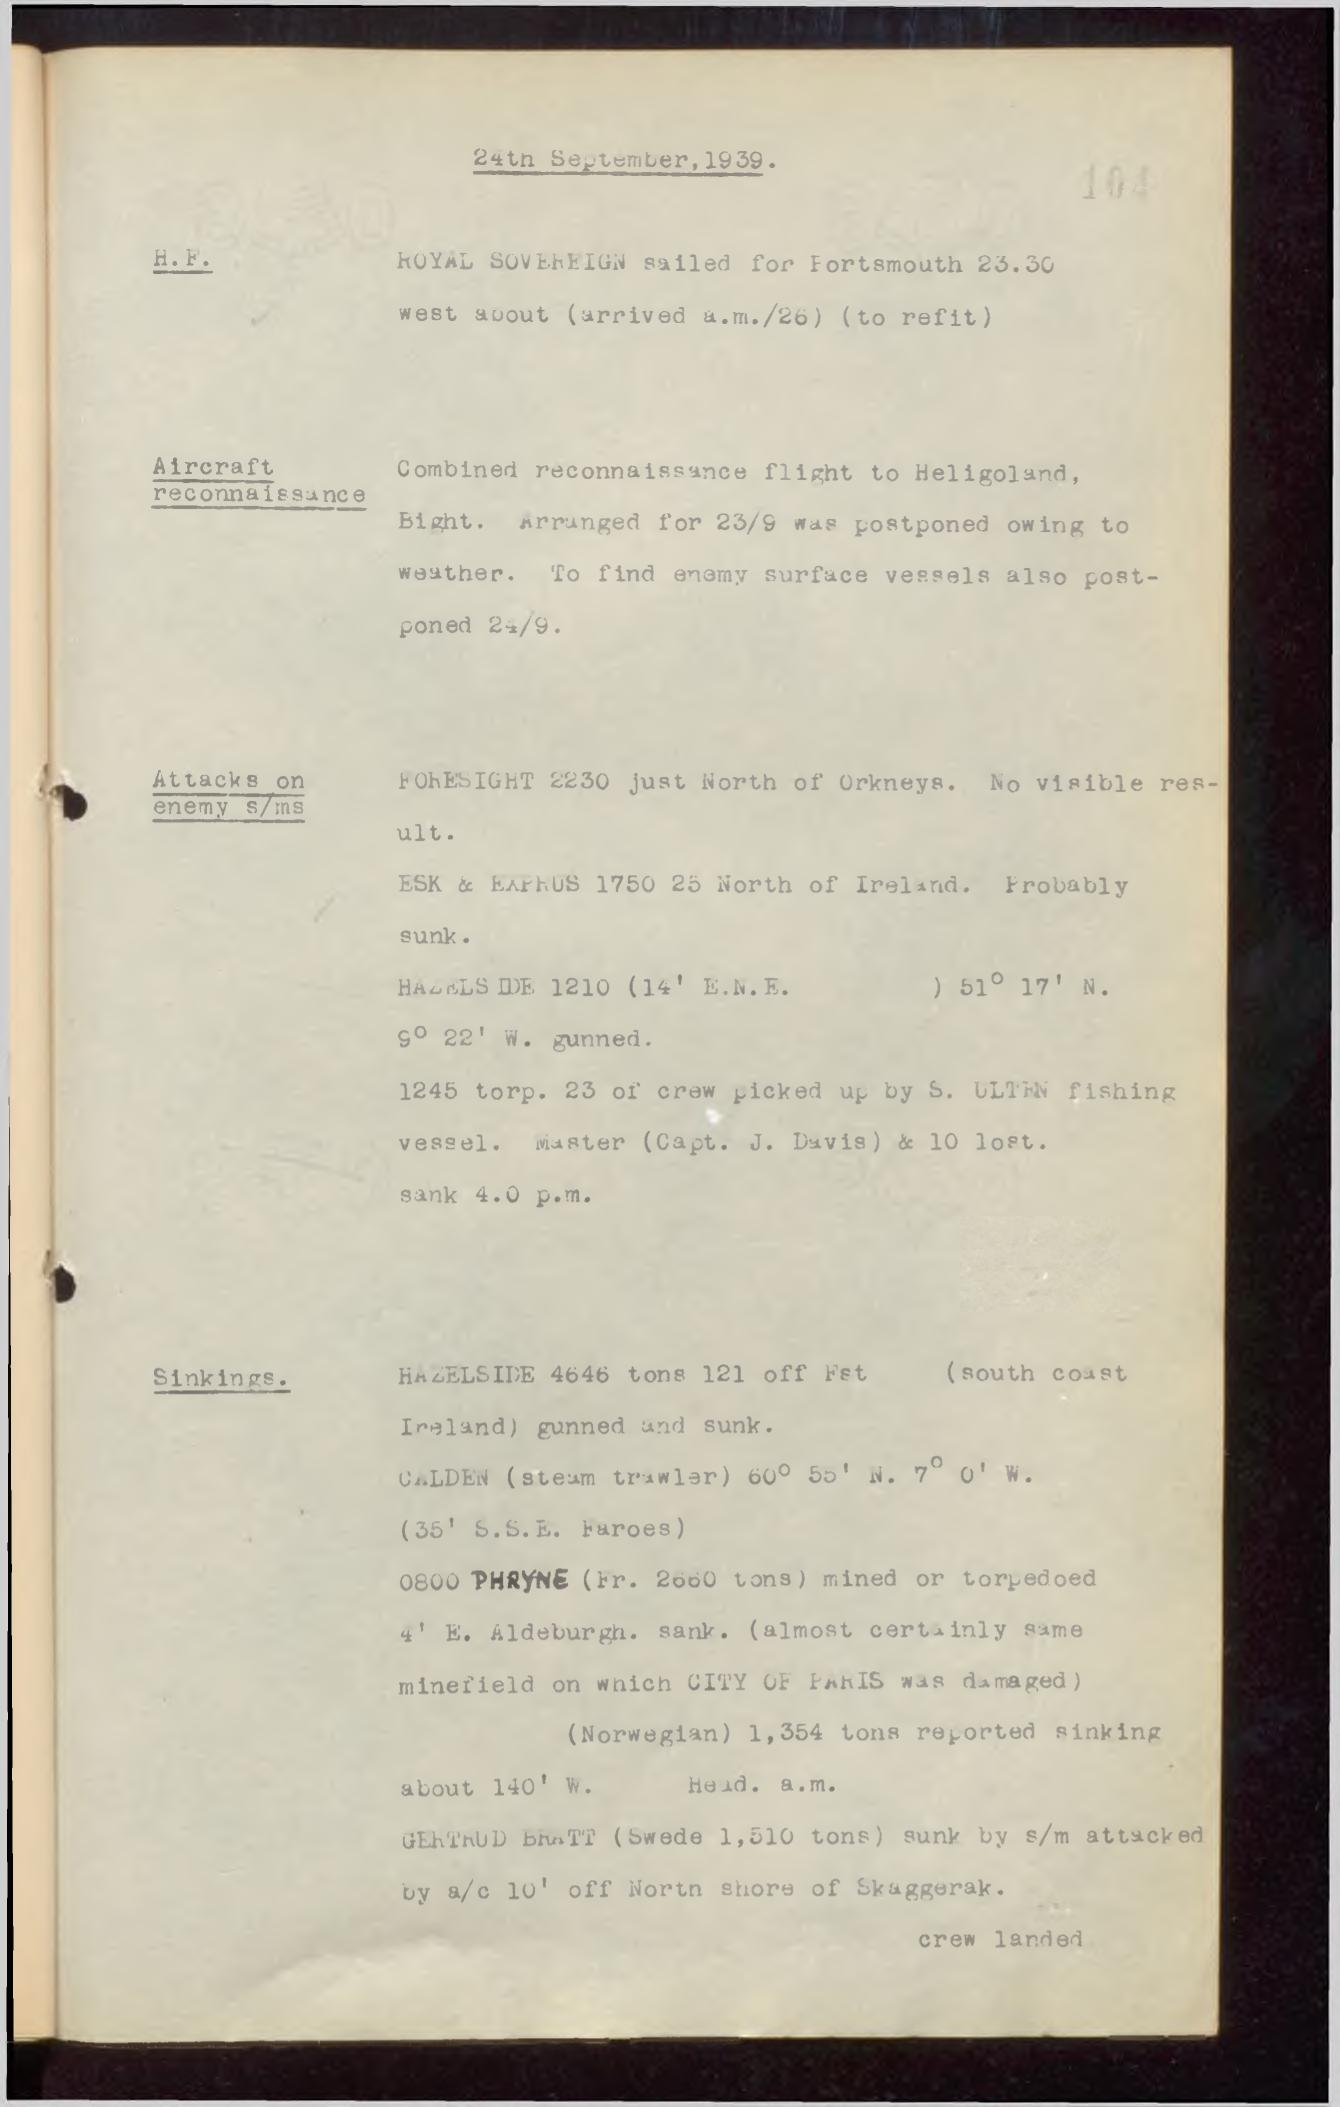 24th September, 1939.
104
H.F.
ROYAL SOVEREIGN sailed for Portsmouth 23.30
west about (arrived a.m./26) (to refit)
Aircraft
reconnaissance
Combined reconnaissance flight to Heligoland,
Bight. Arranged for 23/9 was postponed owing to
weather. To find enemy surface vessels also post-
poned 24/9.
Attacks on
enemy s/ms
FORESIGHT 2230 just North of Orkneys. No visible res-
ult.
ESK & EXPRUS 1750 25 North of Ireland. Probably
sunk.
HAZELSIDE 1210 (14' E.N.E. ) 51° 17' N.
9° 22' W. gunned.
1245 torp. 23 of crew picked up by S. ULTEN fishing
vessel. Master (Capt. J. Davis) & 10 lost.
sank 4.0 p.m.
Sinkings.
HAZELSIDE 4646 tons 121 off Fst (south coast
Ireland) gunned and sunk.
CALDEN (steam trawler) 60° 55' N. 7° 0' W.
(35' S.S.E. Faroes)
0800 PHRYNE (Fr. 2660 tons) mined or torpedoed
4' E. Aldeburgh. sank. (almost certainly same
minefield on which CITY OF PARIS was damaged)
(Norwegian) 1,354 tons reported sinking
about 140' W. Head. a.m.
GERTRUD BRATT (Swede 1,510 tons) sunk by s/m attacked
by a/c 10' off North shore of Skaggerak.
crew landed